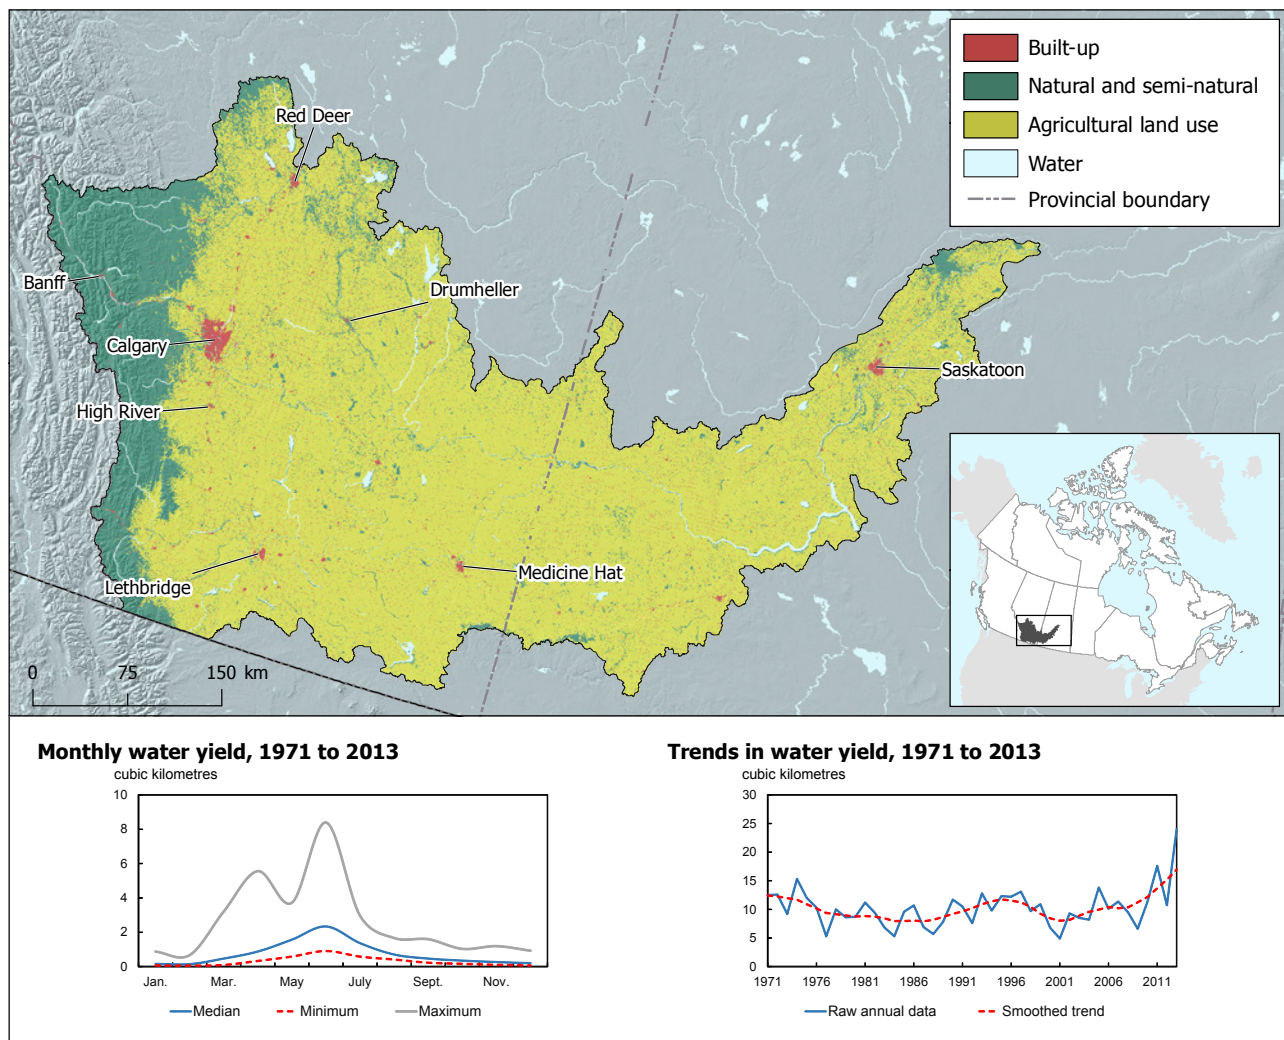 Built-up
Natural and semi-natural
Agricultural land use
Water
Provincial boundary
Red Deer
Banff
Drumheller
Calgary
Saskatoon
High River
Medicine Hat
Lethbridge
0 75 150 km
Monthly water yield, 1971 to 2013
cubic kilometres
10
8
6
4
2
0
Jan. Mar. May July Sept. Nov.
Median Minimum Maximum
Trends in water yield, 1971 to 2013
cubic kilometres
30
25
20
15
10
5
0
1971 1976 1981 1986 1991 1996 2001 2006 2011
Raw annual data Smoothed trend